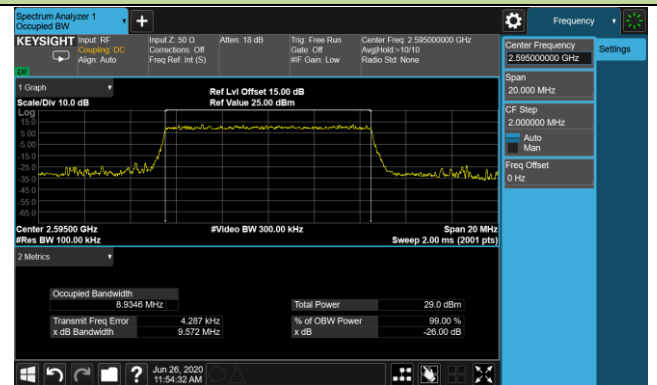 Spectrum Analyzer 1
Occupied BW
Frequency
KEYSIGHT
Input: RF
Coupling: DC
Align: Auto
Input Z: 50 Ω
Corrections: Off
Freq Ref: Int (S)
Atten: 18 dB
Trig: Free Run
Gate: Off
#IF Gain: Low
Center Freq: 2.595000000 GHz
Avg|Hold:>10/10
Radio Std: None
1 Graph
Scale/Div 10.0 dB
Ref Lvl Offset 15.00 dB
Ref Value 25.00 dBm
Log
15.0
5.00
-5.00
-15.0
-25.0
-35.0
-45.0
-55.0
-65.0
Center 2.59500 GHz
#Res BW 100.00 kHz
#Video BW 300.00 kHz
Span 20 MHz
Sweep 2.00 ms (2001 pts)
2 Metrics
Occupied Bandwidth
8.9346 MHz
Total Power 29.0 dBm
Transmit Freq Error 4.287 kHz
% of OBW Power 99.00 %
x dB Bandwidth 9.572 MHz
x dB -26.00 dB
Jun 26, 2020
11:54:32 AM
Center Frequency
2.595000000 GHz
Settings
Span
20.000 MHz
CF Step
2.000000 MHz
Auto
Man
Freq Offset
0 Hz